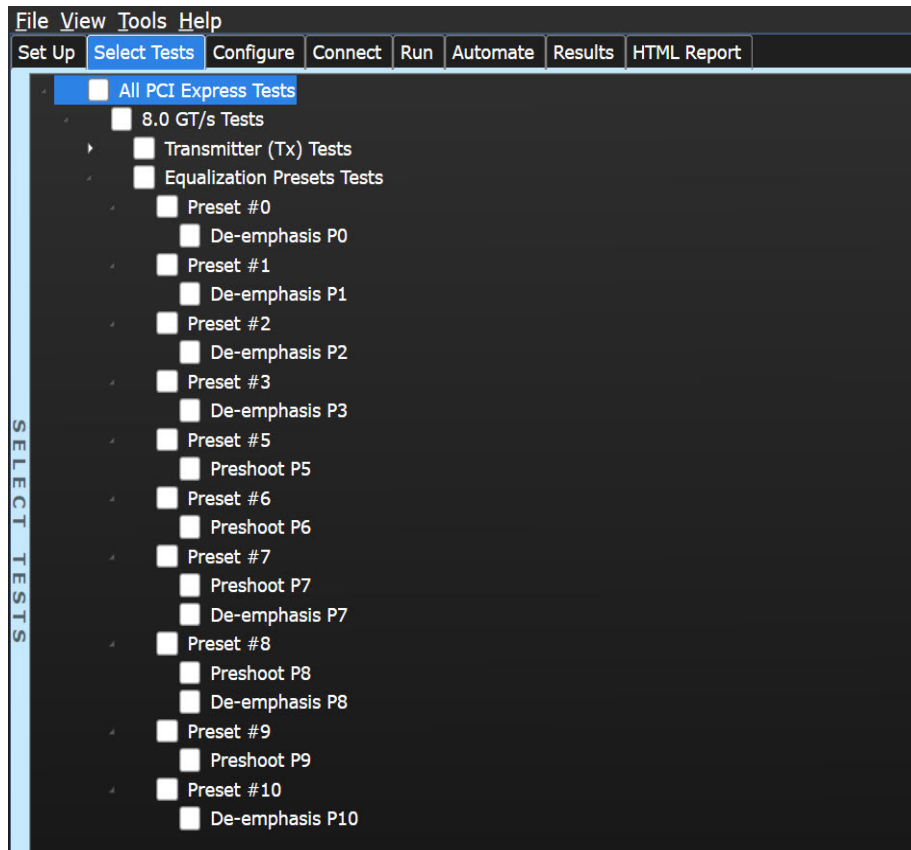 File View Tools Help
Set Up Select Tests Configure Connect Run Automate Results HTML Report
All PCI Express Tests
8.0 GT/s Tests
Transmitter (Tx) Tests
Equalization Presets Tests
Preset #0
De-emphasis P0
Preset #1
De-emphasis P1
Preset #2
De-emphasis P2
Preset #3
De-emphasis P3
Preset #5
Preshoot P5
Preset #6
Preshoot P6
Preset #7
Preshoot P7
De-emphasis P7
Preset #8
Preshoot P8
De-emphasis P8
Preset #9
Preshoot P9
Preset #10
De-emphasis P10
SELECT TESTS